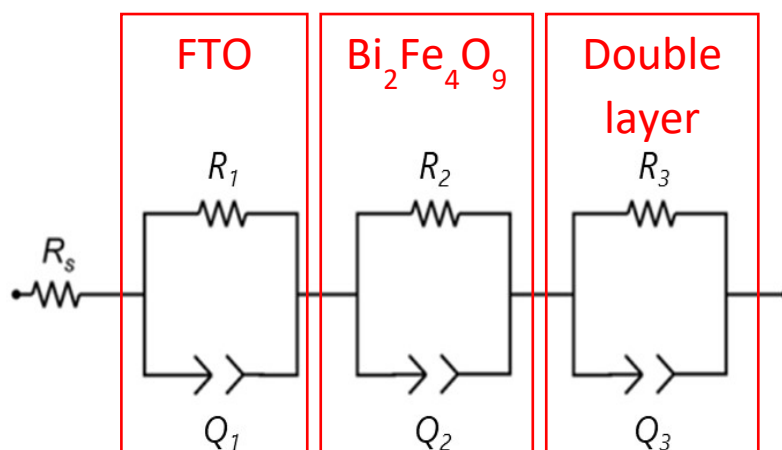 FTO
Bi₂Fe₄O₉
Double
layer
R₁
R₂
R₃
Rₛ
Q₁
Q₂
Q₃